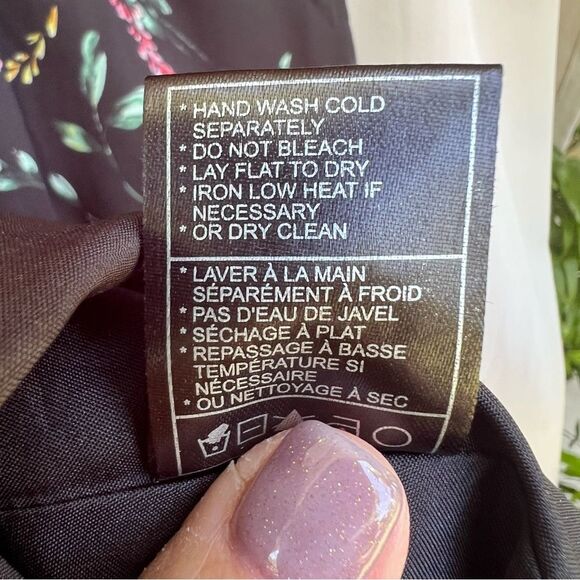 * HAND WASH COLD
SEPARATELY
* DO NOT BLEACH
* LAY FLAT TO DRY
* IRON LOW HEAT IF
NECESSARY
* OR DRY CLEAN
* LAVER À LA MAIN
SÉPARÉMENT À FROID
* PAS D'EAU DE JAVEL
* SÉCHAGE À PLAT
* REPASSAGE À BASSE
TEMPÉRATURE SI
NÉCESSAIRE
* OU NETTOYAGE À SEC